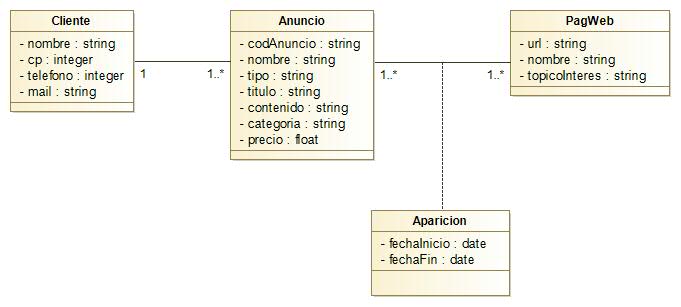 Cliente
- nombre : string
- cp : integer
- telefono : integer
- mail : string
1
1..*
Anuncio
- codAnuncio : string
- nombre : string
- tipo : string
- titulo : string
- contenido : string
- categoria : string
- precio : float
1..*
1..*
PagWeb
- url : string
- nombre : string
- topicoInteres : string
Aparicion
- fechaInicio : date
- fechaFin : date